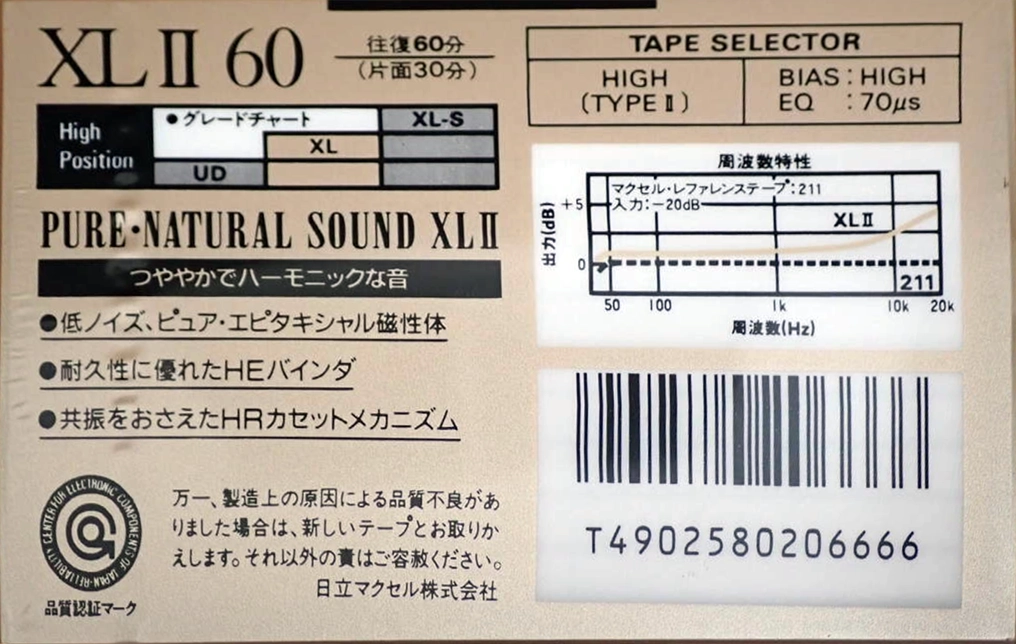 XL II 60
往復60分
(片面30分)
TAPE SELECTOR
HIGH
(TYPE II)
BIAS : HIGH
EQ : 70μs
High
Position
●グレードチャート
XL-S
XL
UD
PURE・NATURAL SOUND XL II
つややかでハーモニックな音
●低ノイズ、ピュア・エピタキシャル磁性体
●耐久性に優れたHEバインダ
●共振をおさえたHRカセットメカニズム
周波数特性
マクセル・レファレンステープ:211
入力:-20dB
XL II
211
出力(dB)
+5
0
50 100 1k 10k 20k
周波数(Hz)
T4902580206666
CENTER FOR ELECTRONIC COMPONENTS OF JAPAN-RELIABILITY
品質認証マーク
万一、製造上の原因による品質不良があ
りました場合は、新しいテープとお取りか
えします。それ以外の責はご容赦ください。
日立マクセル株式会社